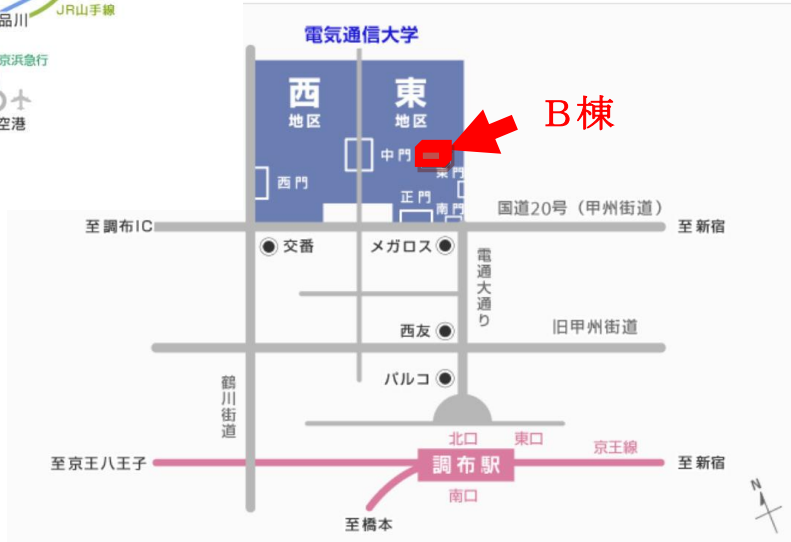 品川
JR山手線
京浜急行
空港
電気通信大学
西
地区
東
地区
B棟
中門
東門
西門
正門
南門
国道20号（甲州街道）
至調布IC
至新宿
交番
メガロス
電通大通り
西友
旧甲州街道
パルコ
鶴川街道
北口
東口
京王線
至京王八王子
調布駅
至新宿
南口
至橋本
N